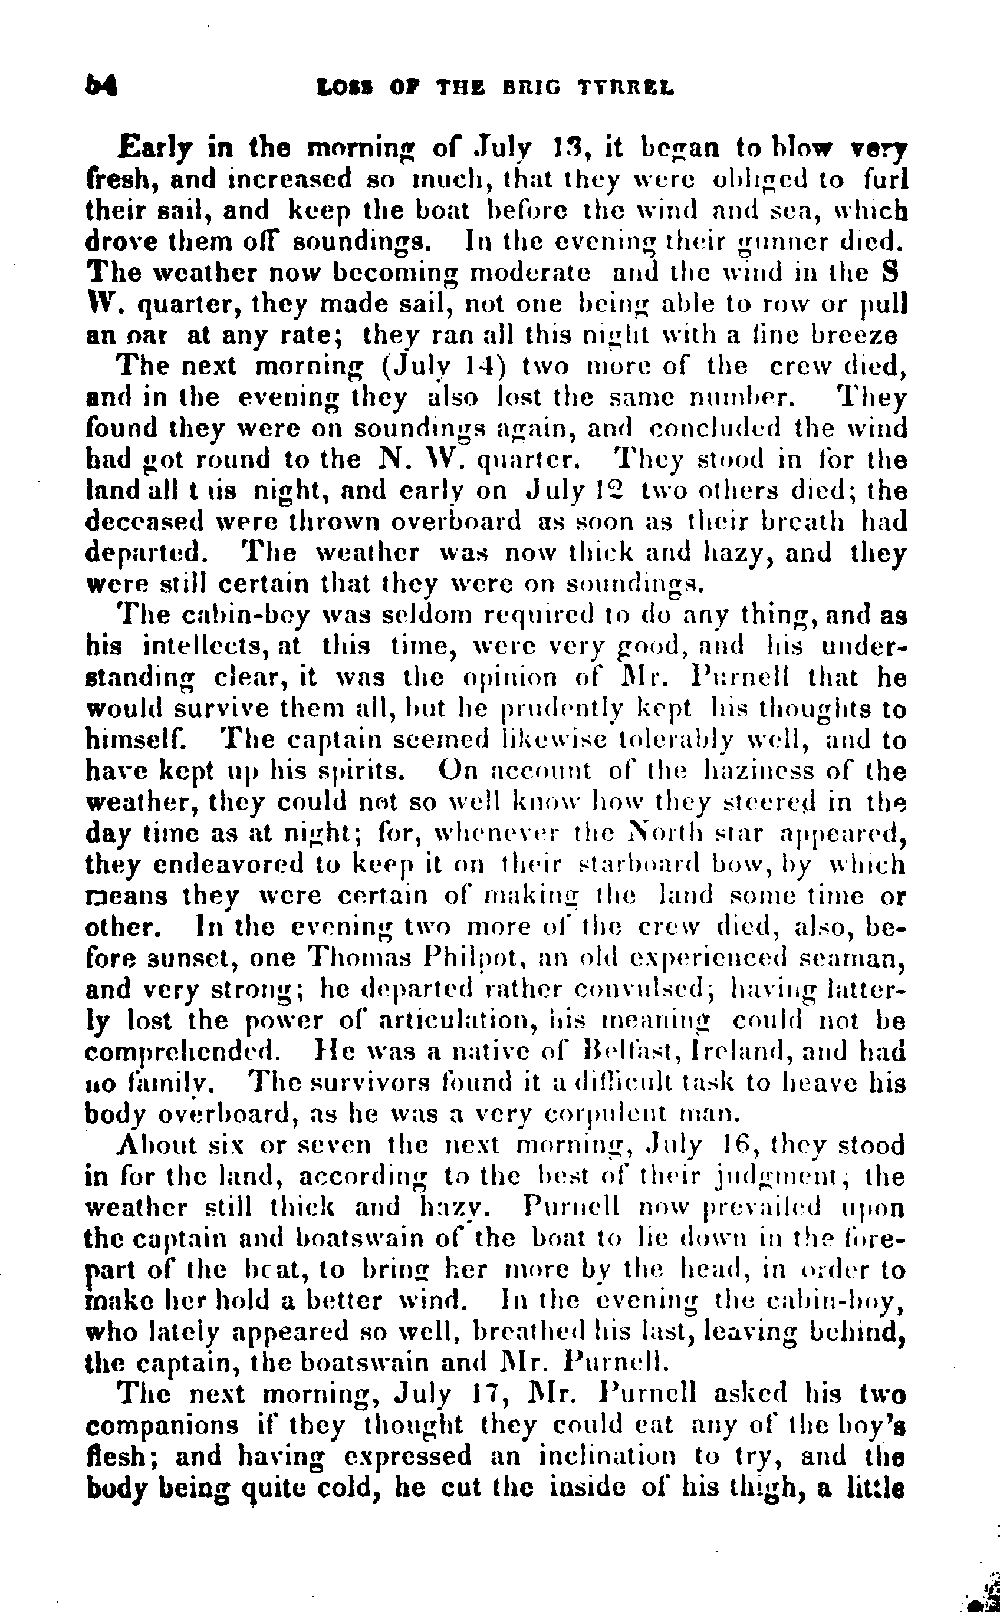 54 LOSS OF THE BRIG TYRREL
Early in the morning of July 13, it began to blow very
fresh, and increased so much, that they were obliged to furl
their sail, and keep the boat before the wind and sea, which
drove them off soundings. In the evening their gunner died.
The weather now becoming moderate and the wind in the S
W. quarter, they made sail, not one being able to row or pull
an oar at any rate; they ran all this night with a fine breeze
The next morning (July 14) two more of the crew died,
and in the evening they also lost the same number. They
found they were on soundings again, and concluded the wind
had got round to the N. W. quarter. They stood in for the
land all t is night, and early on July 12 two others died; the
deceased were thrown overboard as soon as their breath had
departed. The weather was now thick and hazy, and they
were still certain that they were on soundings.
The cabin-boy was seldom required to do any thing, and as
his intellects, at this time, were very good, and his under-
standing clear, it was the opinion of Mr. Purnell that he
would survive them all, but he prudently kept his thoughts to
himself. The captain seemed likewise tolerably well, and to
have kept up his spirits. On account of the haziness of the
weather, they could not so well know how they steered in the
day time as at night; for, whenever the North star appeared,
they endeavored to keep it on their starboard bow, by which
means they were certain of making the land some time or
other. In the evening two more of the crew died, also, be-
fore sunset, one Thomas Philpot, an old experienced seaman,
and very strong; he departed rather convulsed; having latter-
ly lost the power of articulation, his meaning could not be
comprehended. He was a native of Belfast, Ireland, and had
no family. The survivors found it a difficult task to heave his
body overboard, as he was a very corpulent man.
About six or seven the next morning, July 16, they stood
in for the land, according to the best of their judgment, the
weather still thick and hazy. Purnell now prevailed upon
the captain and boatswain of the boat to lie down in the fore-
part of the boat, to bring her more by the head, in order to
make her hold a better wind. In the evening the cabin-boy,
who lately appeared so well, breathed his last, leaving behind,
the captain, the boatswain and Mr. Purnell.
The next morning, July 17, Mr. Purnell asked his two
companions if they thought they could eat any of the boy's
flesh; and having expressed an inclination to try, and the
body being quite cold, he cut the inside of his thigh, a little